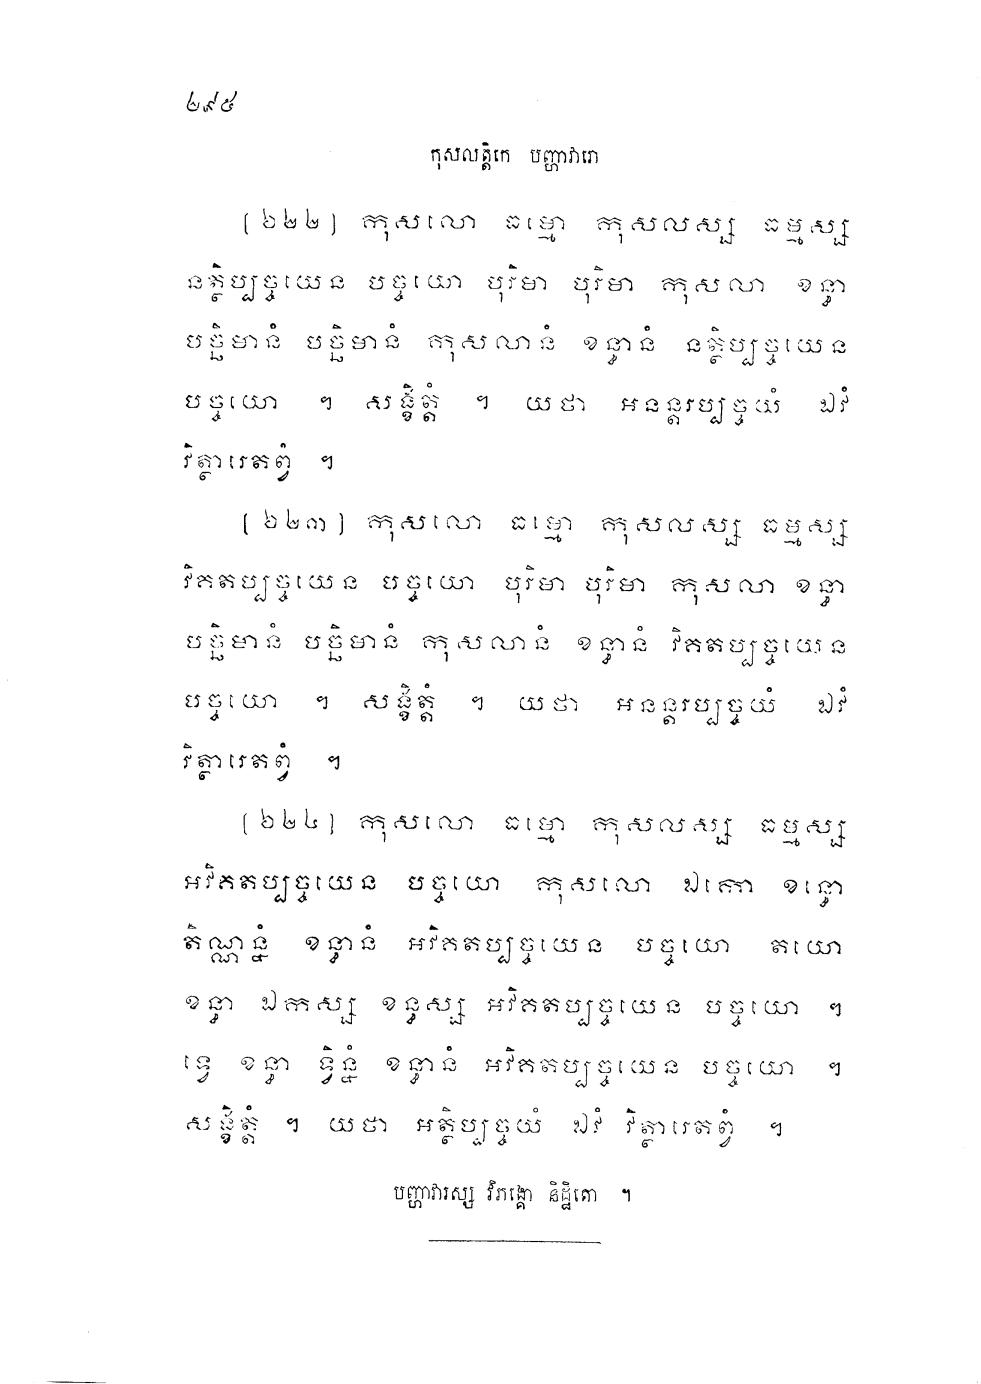 ២៩៥
កុសលត្តិកេ បញ្ហាវារោ
[២២២] កុសលោ ធម្មោ កុសលស្ស ធម្មស្ស
នត្ថិប្បច្ចយេន បច្ចយោ បុរិមា បុរិមា កុសលា ខន្ធា
បច្ឆិមានំ បច្ឆិមានំ កុសលានំ ខន្ធានំ នត្ថិប្បច្ចយេន
បច្ចយោ ។ សង្ខិត្តំ ។ យថា អនន្តរប្បច្ចយំ ឯវំ
វិត្ថារេតព្វំ ។
[២២៣] កុសលោ ធម្មោ កុសលស្ស ធម្មស្ស
វិគតប្បច្ចយេន បច្ចយោ បុរិមា បុរិមា កុសលា ខន្ធា
បច្ឆិមានំ បច្ឆិមានំ កុសលានំ ខន្ធានំ វិគតប្បច្ចយេន
បច្ចយោ ។ សង្ខិត្តំ ។ យថា អនន្តរប្បច្ចយំ ឯវំ
វិត្ថារេតព្វំ ។
[២២៤] កុសលោ ធម្មោ កុសលស្ស ធម្មស្ស
អវិគតប្បច្ចយេន បច្ចយោ កុសលោ ឯកោ ខន្ធោ
តិណ្ណន្នំ ខន្ធានំ អវិគតប្បច្ចយេន បច្ចយោ តយោ
ខន្ធា ឯកស្ស ខន្ធស្ស អវិគតប្បច្ចយេន បច្ចយោ ។
ទ្វេ ខន្ធា ទ្វិន្នំ ខន្ធានំ អវិគតប្បច្ចយេន បច្ចយោ ។
សង្ខិត្តំ ។ យថា អត្ថិប្បច្ចយំ ឯវំ វិត្ថារេតព្វំ ។
បញ្ហាវារស្ស វិភង្គោ និដ្ឋិតោ ។